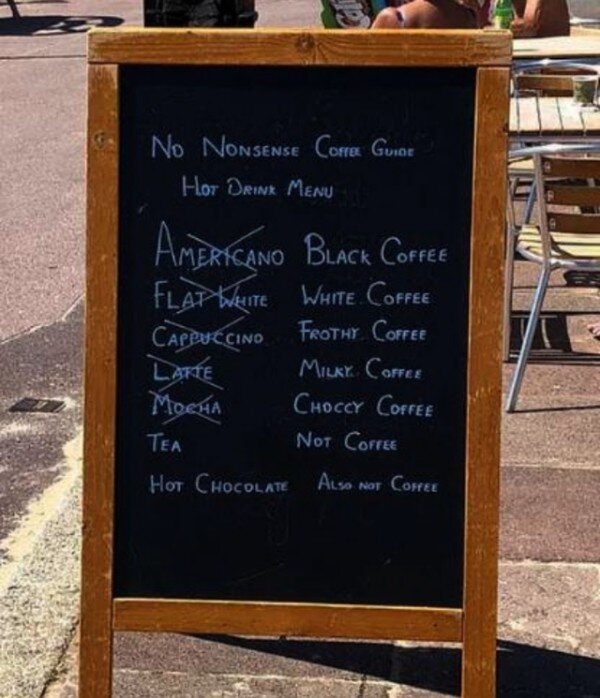 No Nonsense Coffee Guide
Hot Drink Menu
Americano Black Coffee
Flat White White Coffee
Cappuccino Frothy Coffee
Latte Milky Coffee
Mocha Choccy Coffee
Tea Not Coffee
Hot Chocolate Also not Coffee